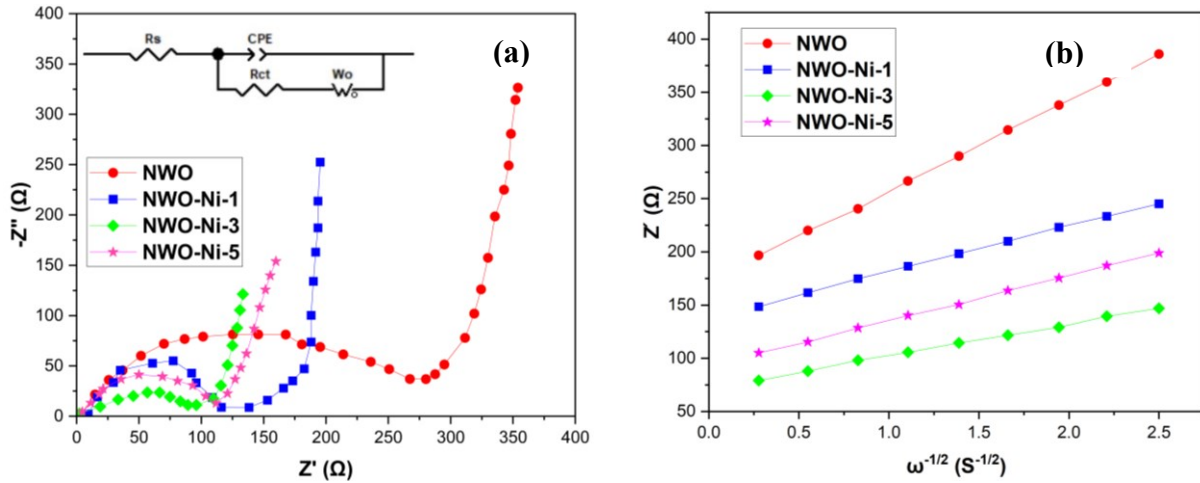 (a)
Rs
CPE
Rct
Wo
NWO
NWO-Ni-1
NWO-Ni-3
NWO-Ni-5
-Z'' (Ω)
350
300
250
200
150
100
50
0
0 50 100 150 200 250 300 350 400
Z' (Ω)
(b)
NWO
NWO-Ni-1
NWO-Ni-3
NWO-Ni-5
Z' (Ω)
400
350
300
250
200
150
100
50
0.0 0.5 1.0 1.5 2.0 2.5
ω-1/2 (S-1/2)